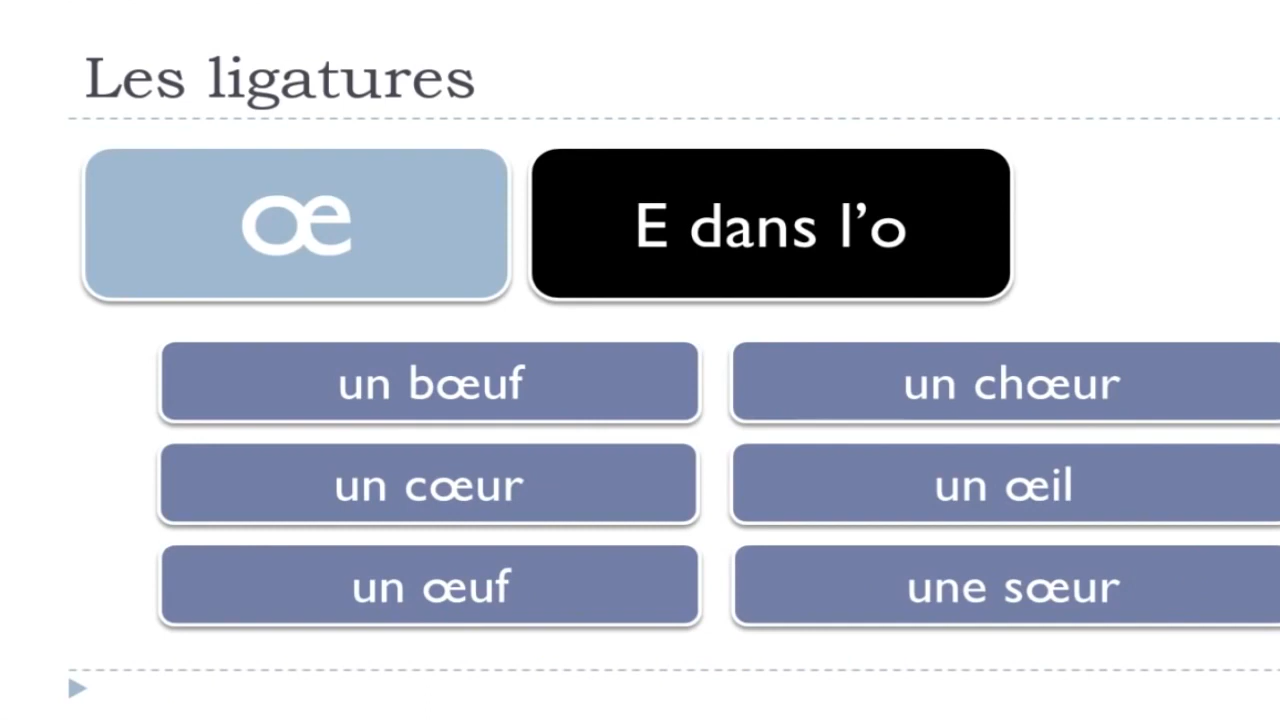 Les ligatures
œ
E dans l’o
un bœuf
un chœur
un cœur
un œil
un œuf
une sœur